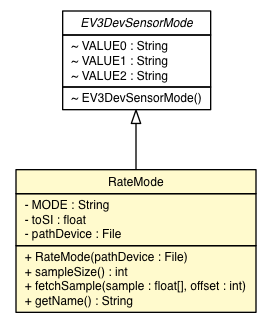 EV3DevSensorMode
~ VALUE0 : String
~ VALUE1 : String
~ VALUE2 : String
~ EV3DevSensorMode()
RateMode
- MODE : String
- toSI : float
- pathDevice : File
+ RateMode(pathDevice : File)
+ sampleSize() : int
+ fetchSample(sample : float[], offset : int)
+ getName() : String